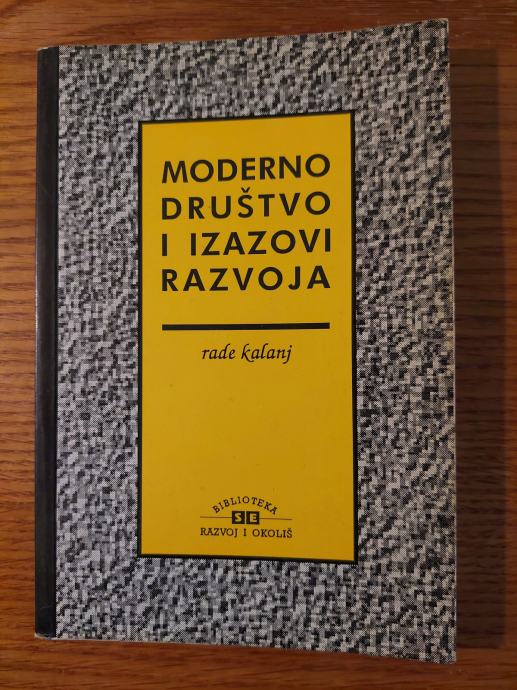 MODERNO
DRUŠTVO
I IZAZOVI
RAZVOJA
rade kalanj
BIBLIOTEKA
SE
RAZVOJ I OKOLIŠ